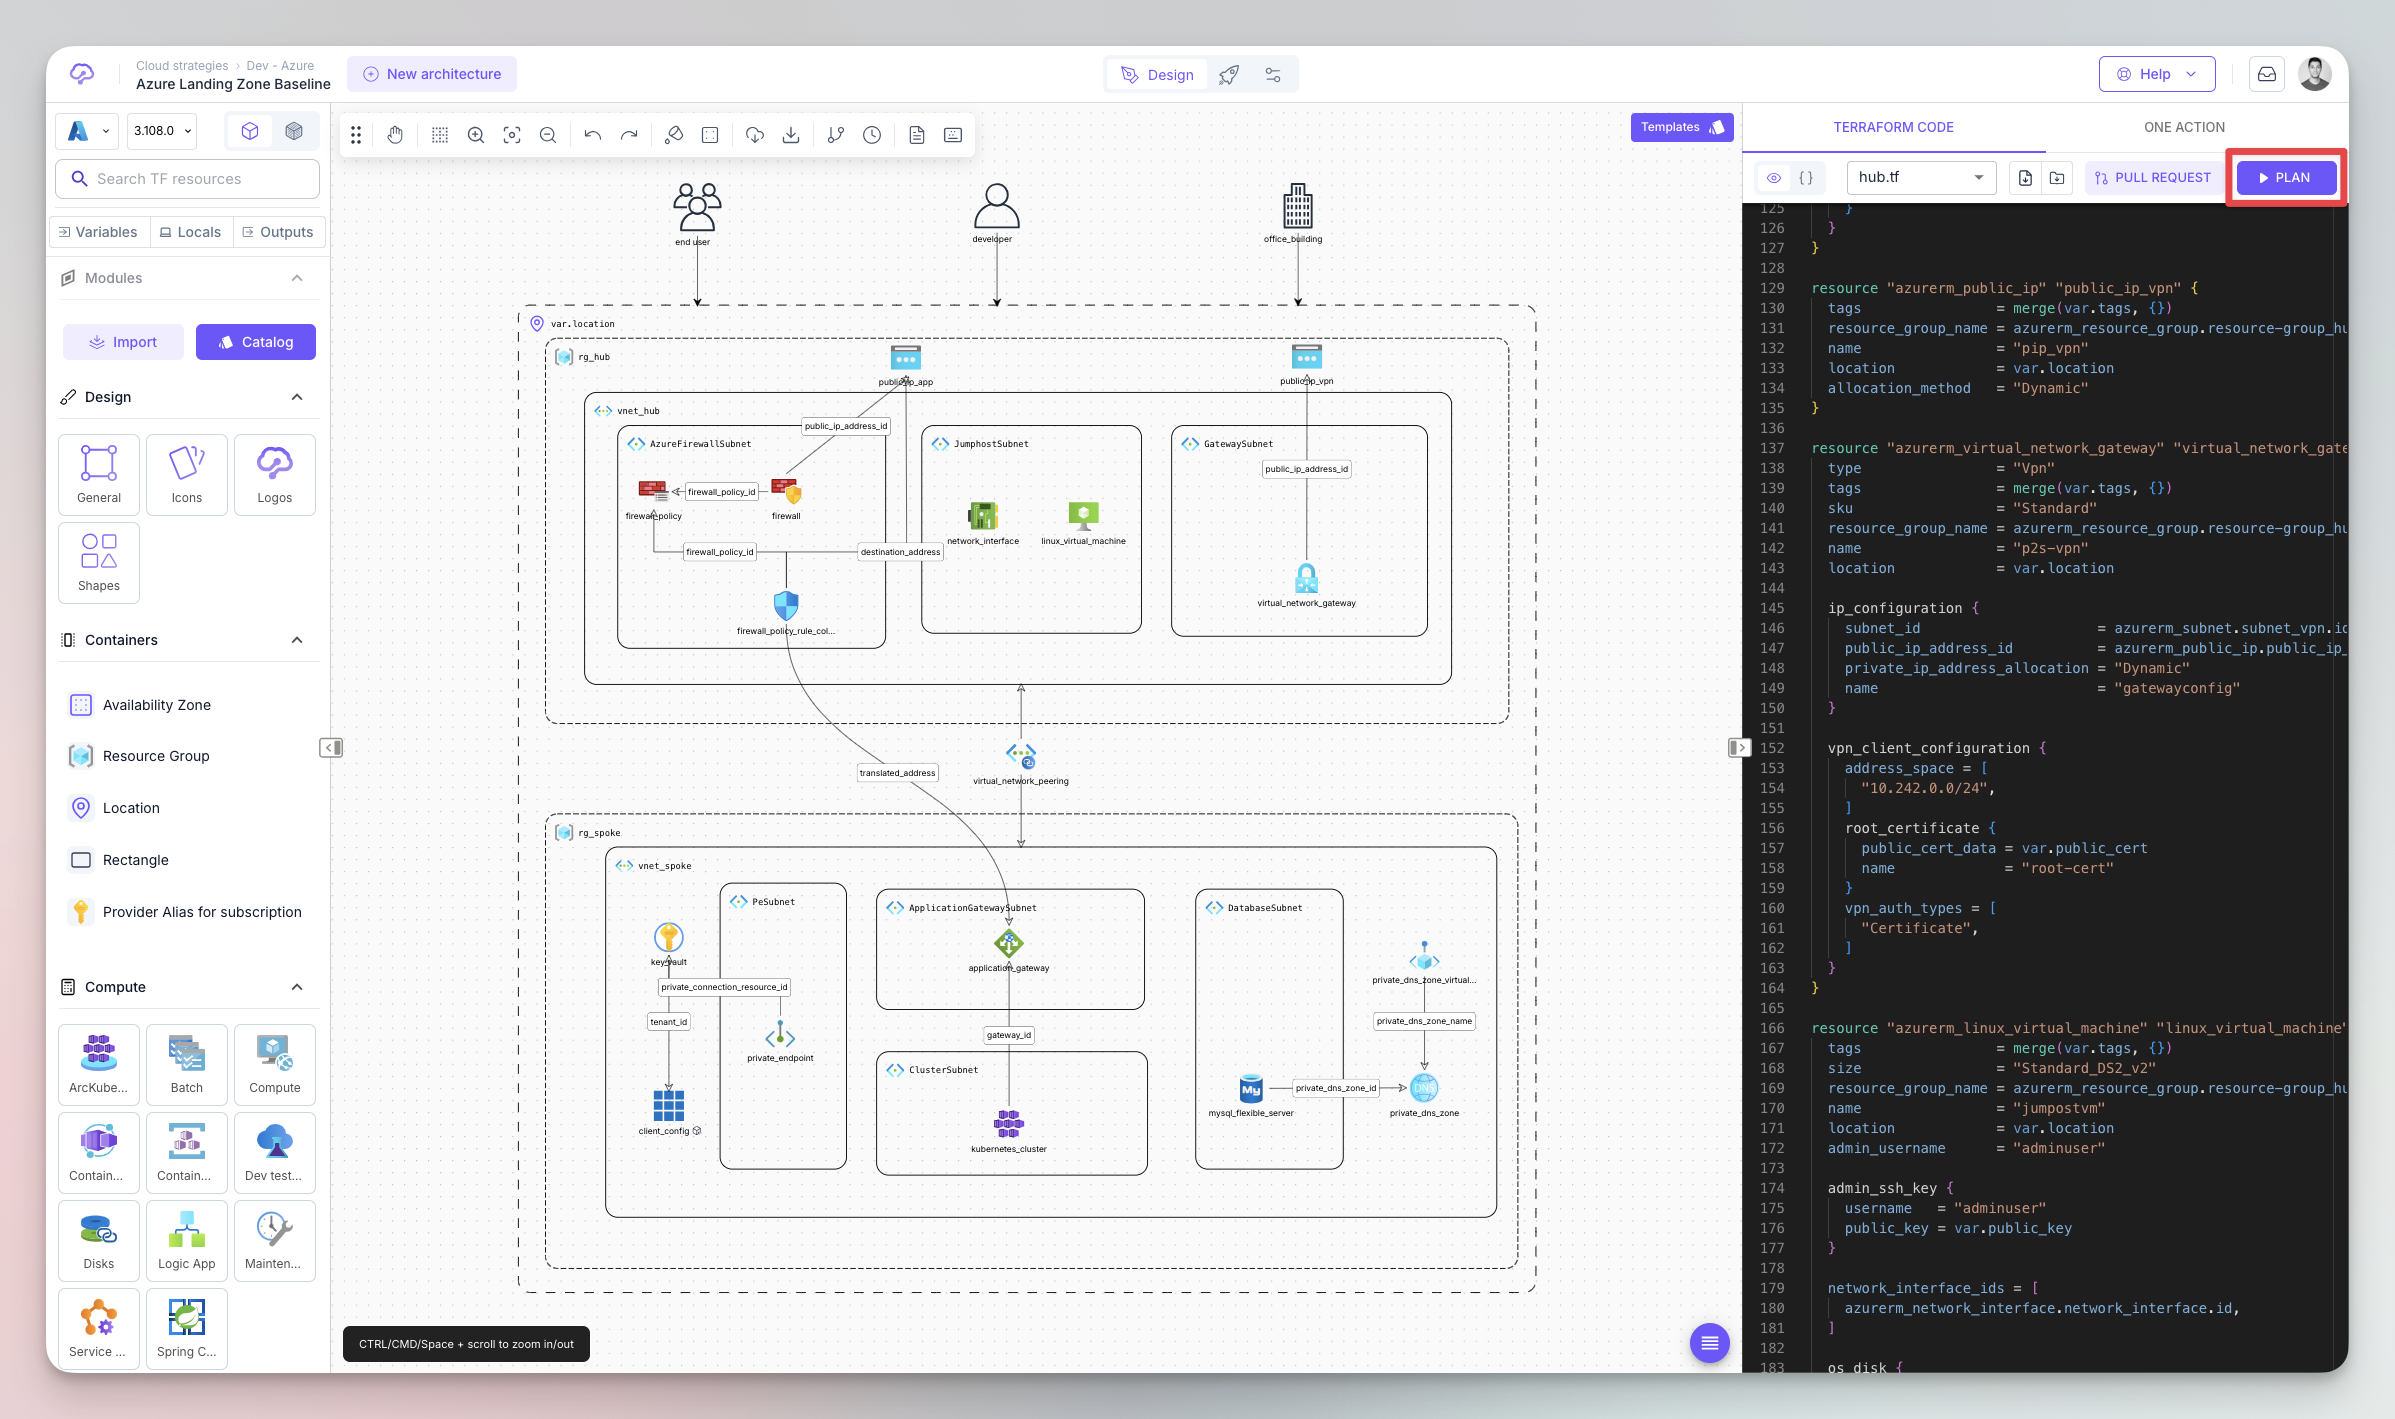 Cloud strategies › Dev - Azure
Azure Landing Zone Baseline
New architecture
Design
Help
3.108.0
Search TF resources
Variables
Locals
Outputs
Modules
Import
Catalog
Design
General
Icons
Logos
Shapes
Containers
Availability Zone
Resource Group
Location
Rectangle
Provider Alias for subscription
Compute
ArcKube...
Batch
Compute
Contain...
Contain...
Dev test...
Disks
Logic App
Mainten...
Service ...
Spring C...
Templates
end user
developer
office_building
var.location
rg_hub
public_ip_app
public_ip_vpn
vnet_hub
public_ip_address_id
AzureFirewallSubnet
JumphostSubnet
GatewaySubnet
public_ip_address_id
firewall_policy_id
firewall_policy
firewall
network_interface
linux_virtual_machine
firewall_policy_id
destination_address
virtual_network_gateway
firewall_policy_rule_col...
translated_address
virtual_network_peering
rg_spoke
vnet_spoke
PeSubnet
ApplicationGatewaySubnet
DatabaseSubnet
key_vault
application_gateway
private_dns_zone_virtual...
private_connection_resource_id
tenant_id
private_dns_zone_name
gateway_id
private_endpoint
ClusterSubnet
private_dns_zone_id
mysql_flexible_server
private_dns_zone
client_config
kubernetes_cluster
CTRL/CMD/Space + scroll to zoom in/out
TERRAFORM CODE
ONE ACTION
{ }
hub.tf
PULL REQUEST
PLAN
125 }
126 }
127 }
128
129 resource "azurerm_public_ip" "public_ip_vpn" {
130 tags = merge(var.tags, {})
131 resource_group_name = azurerm_resource_group.resource-group_hu
132 name = "pip_vpn"
133 location = var.location
134 allocation_method = "Dynamic"
135 }
136
137 resource "azurerm_virtual_network_gateway" "virtual_network_gate
138 type = "Vpn"
139 tags = merge(var.tags, {})
140 sku = "Standard"
141 resource_group_name = azurerm_resource_group.resource-group_hu
142 name = "p2s-vpn"
143 location = var.location
144
145 ip_configuration {
146 subnet_id = azurerm_subnet.subnet_vpn.id
147 public_ip_address_id = azurerm_public_ip.public_ip_
148 private_ip_address_allocation = "Dynamic"
149 name = "gatewayconfig"
150 }
151
152 vpn_client_configuration {
153 address_space = [
154 "10.242.0.0/24",
155 ]
156 root_certificate {
157 public_cert_data = var.public_cert
158 name = "root-cert"
159 }
160 vpn_auth_types = [
161 "Certificate",
162 ]
163 }
164 }
165
166 resource "azurerm_linux_virtual_machine" "linux_virtual_machine"
167 tags = merge(var.tags, {})
168 size = "Standard_DS2_v2"
169 resource_group_name = azurerm_resource_group.resource-group_hu
170 name = "jumpostvm"
171 location = var.location
172 admin_username = "adminuser"
173
174 admin_ssh_key {
175 username = "adminuser"
176 public_key = var.public_key
177 }
178
179 network_interface_ids = [
180 azurerm_network_interface.network_interface.id,
181 ]
182
183 os_disk {